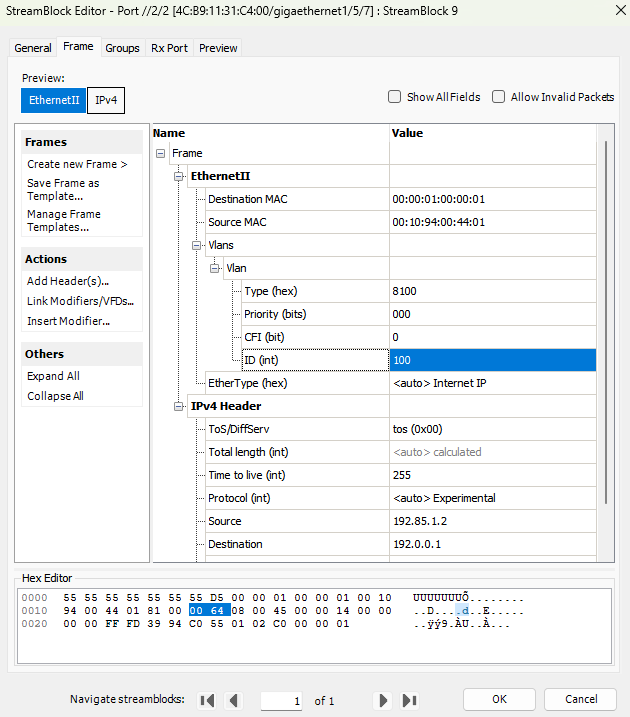 StreamBlock Editor - Port //2/2 [4C:B9:11:31:C4:00/gigaethernet1/5/7] : StreamBlock 9
General Frame Groups Rx Port Preview
Preview:
EthernetII IPv4
Show All Fields Allow Invalid Packets
Frames
Create new Frame >
Save Frame as
Template...
Manage Frame
Templates...
Actions
Add Header(s)...
Link Modifiers/VFDs...
Insert Modifier...
Others
Expand All
Collapse All
Name Value
Frame
EthernetII
Destination MAC 00:00:01:00:00:01
Source MAC 00:10:94:00:44:01
Vlans
Vlan
Type (hex) 8100
Priority (bits) 000
CFI (bit) 0
ID (int) 100
EtherType (hex) <auto> Internet IP
IPv4 Header
ToS/DiffServ tos (0x00)
Total length (int) <auto> calculated
Time to live (int) 255
Protocol (int) <auto> Experimental
Source 192.85.1.2
Destination 192.0.0.1
Hex Editor
0000 55 55 55 55 55 55 55 D5 00 00 01 00 00 01 00 10 UUUUUUUÕ........
0010 94 00 44 01 81 00 00 64 08 00 45 00 00 14 00 00 ..D....d..E.....
0020 00 00 FF FD 39 94 C0 55 01 02 C0 00 00 01 ..ÿý9.ÀU..À...
Navigate streamblocks: 1 of 1 OK Cancel